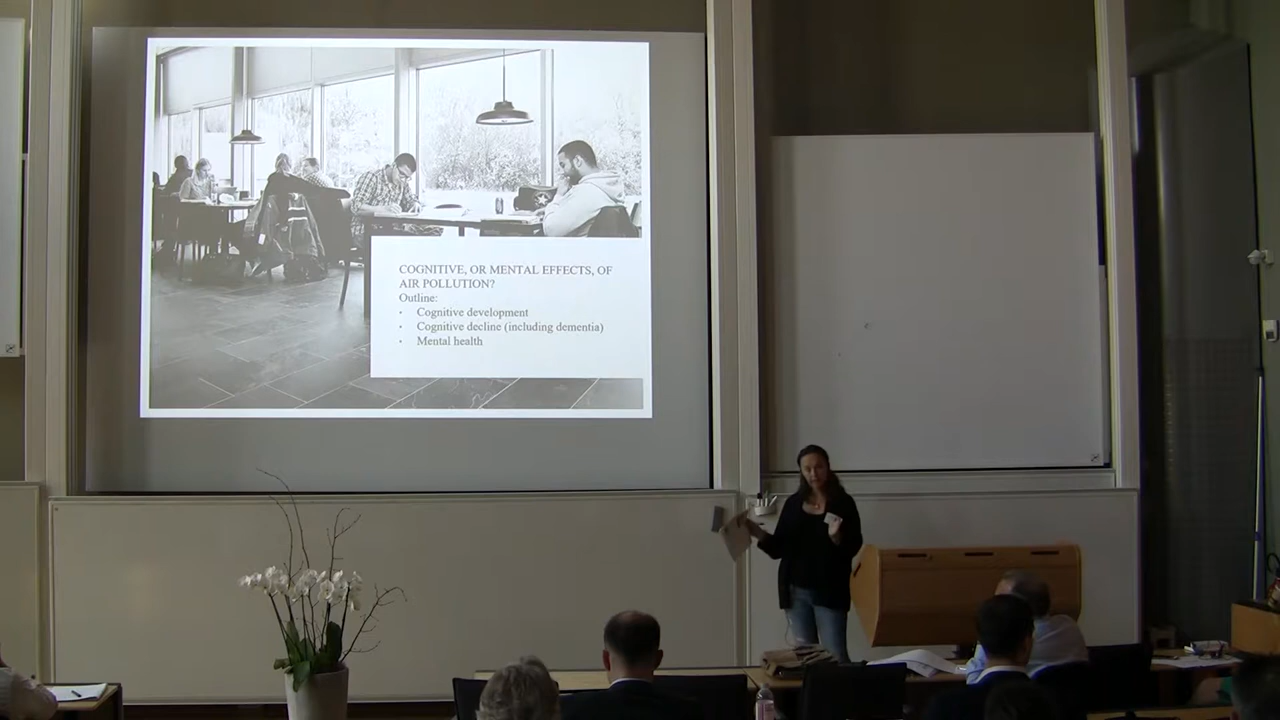 COGNITIVE, OR MENTAL EFFECTS, OF
AIR POLLUTION?
Outline:
• Cognitive development
• Cognitive decline (including dementia)
• Mental health